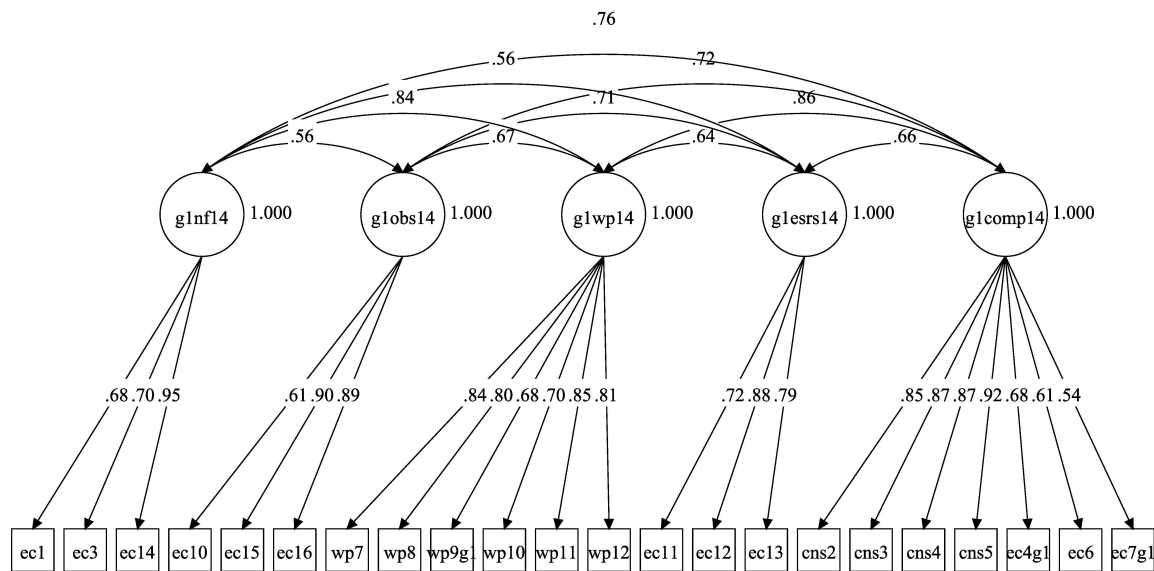 .76
.56 .72
.84 .71 .86
.56 .67 .64 .66
g1nf14 1.000 g1obs14 1.000 g1wp14 1.000 g1esrs14 1.000 g1comp14 1.000
.68 .70 .95 .61 .90 .89 .84 .80 .68 .70 .85 .81 .72 .88 .79 .85 .87 .87 .92 .68 .61 .54
ec1 ec3 ec14 ec10 ec15 ec16 wp7 wp8 wp9g1 wp10 wp11 wp12 ec11 ec12 ec13 cns2 cns3 cns4 cns5 ec4g1 ec6 ec7g1